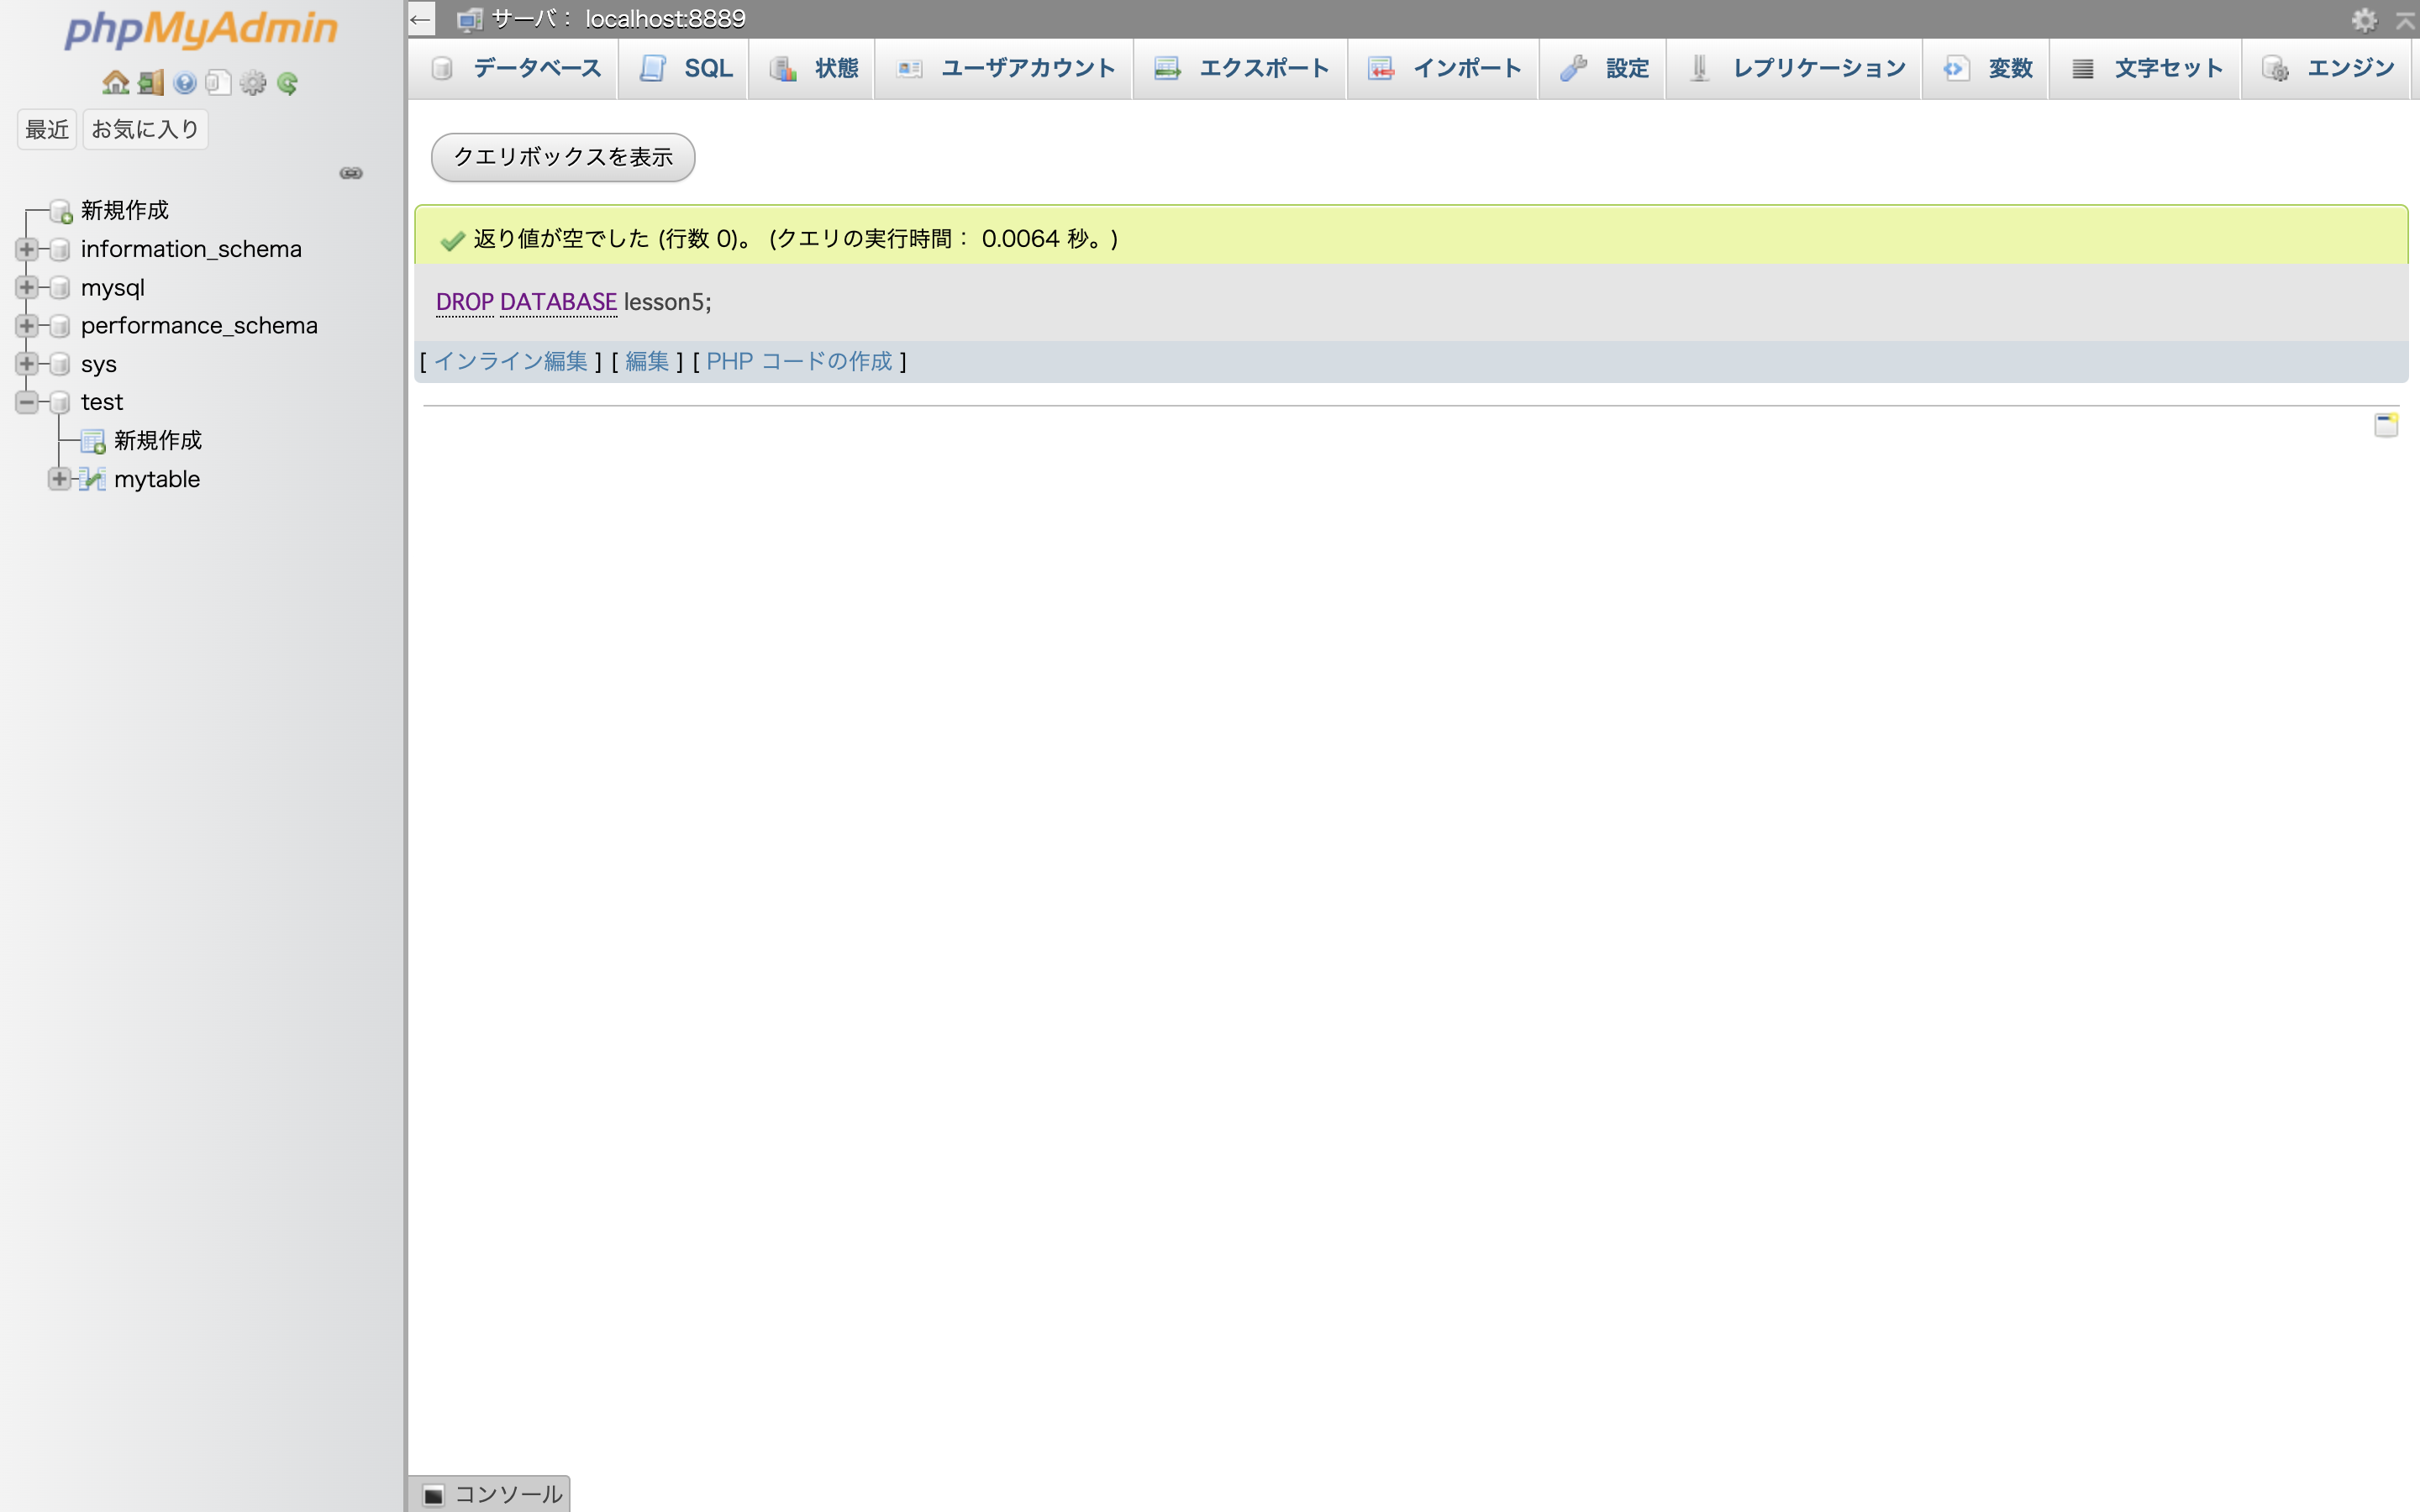 phpMyAdmin
最近 お気に入り
新規作成
information_schema
mysql
performance_schema
sys
test
新規作成
mytable
サーバ： localhost:8889
データベース SQL 状態 ユーザアカウント エクスポート インポート 設定 レプリケーション 変数 文字セット エンジン
クエリボックスを表示
返り値が空でした (行数 0)。 (クエリの実行時間： 0.0064 秒。)
DROP DATABASE lesson5;
[ インライン編集 ] [ 編集 ] [ PHP コードの作成 ]
コンソール